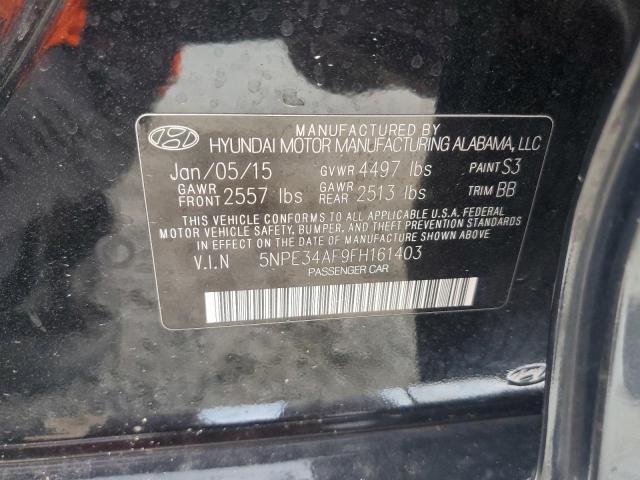 MANUFACTURED BY
HYUNDAI MOTOR MANUFACTURING ALABAMA, LLC
Jan/05/15 GVWR 4497 lbs PAINT S3
GAWR FRONT 2557 lbs GAWR REAR 2513 lbs TRIM BB
THIS VEHICLE CONFORMS TO ALL APPLICABLE U.S.A. FEDERAL
MOTOR VEHICLE SAFETY, BUMPER, AND THEFT PREVENTION STANDARDS
IN EFFECT ON THE DATE OF MANUFACTURE SHOWN ABOVE.
V.I.N 5NPE34AF9FH161403
PASSENGER CAR